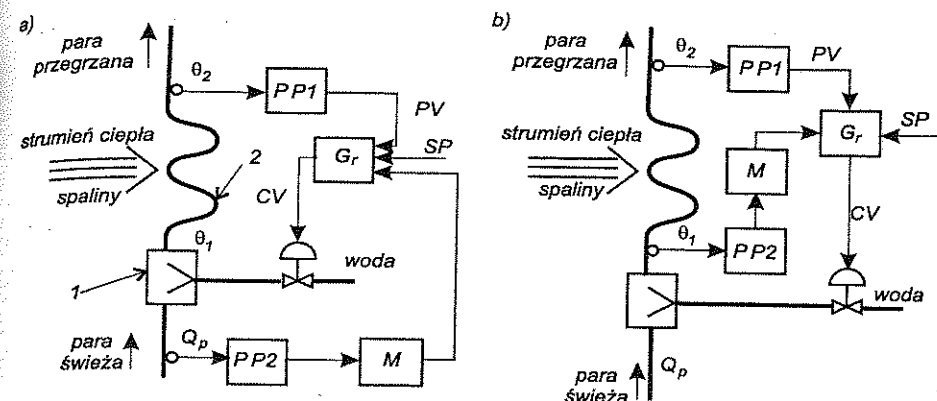 a)
para
przegrzana
θ2
PP1
PV
strumień ciepła
spaliny
2
Gr
SP
CV
θ1
1
woda
para
świeża
Qp
PP2
M
b)
para
przegrzana
θ2
PP1
PV
strumień ciepła
spaliny
Gr
SP
M
CV
θ1
PP2
woda
para
świeża
Qp